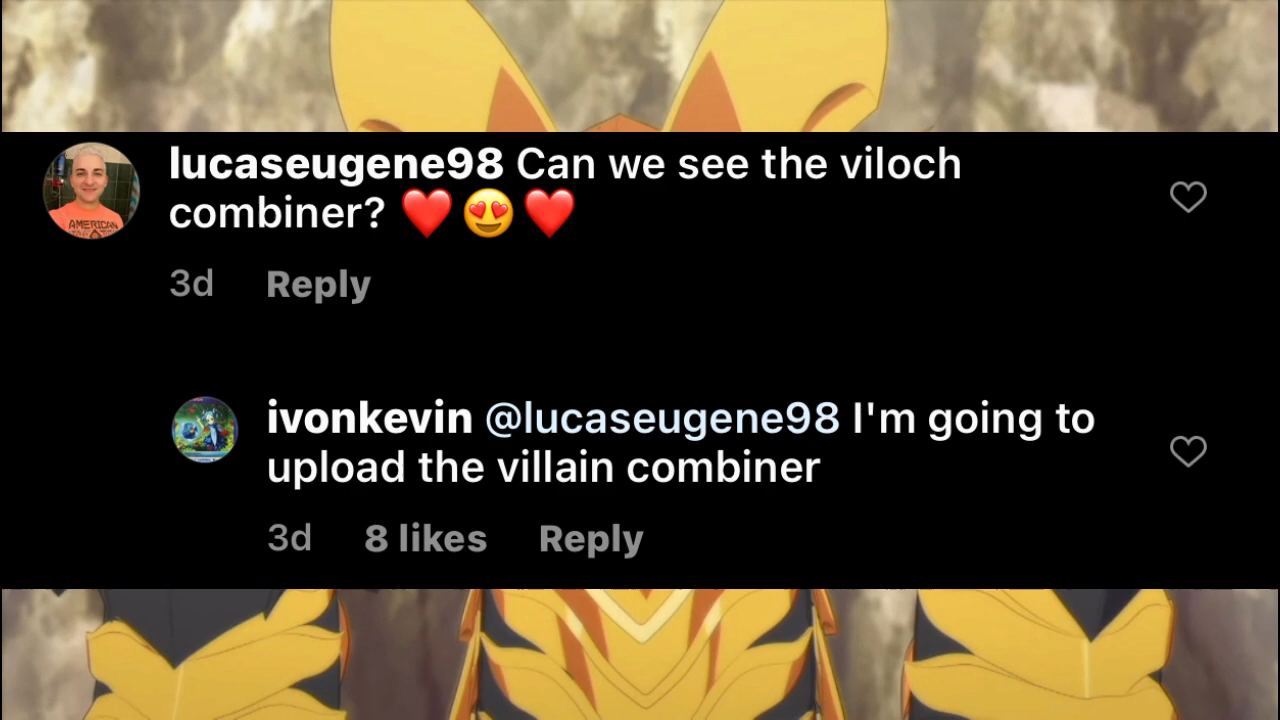 lucaseugene98 Can we see the viloch
combiner? ❤️😍❤️
3d Reply
ivonkevin @lucaseugene98 I'm going to
upload the villain combiner
3d 8 likes Reply
AMERICAN